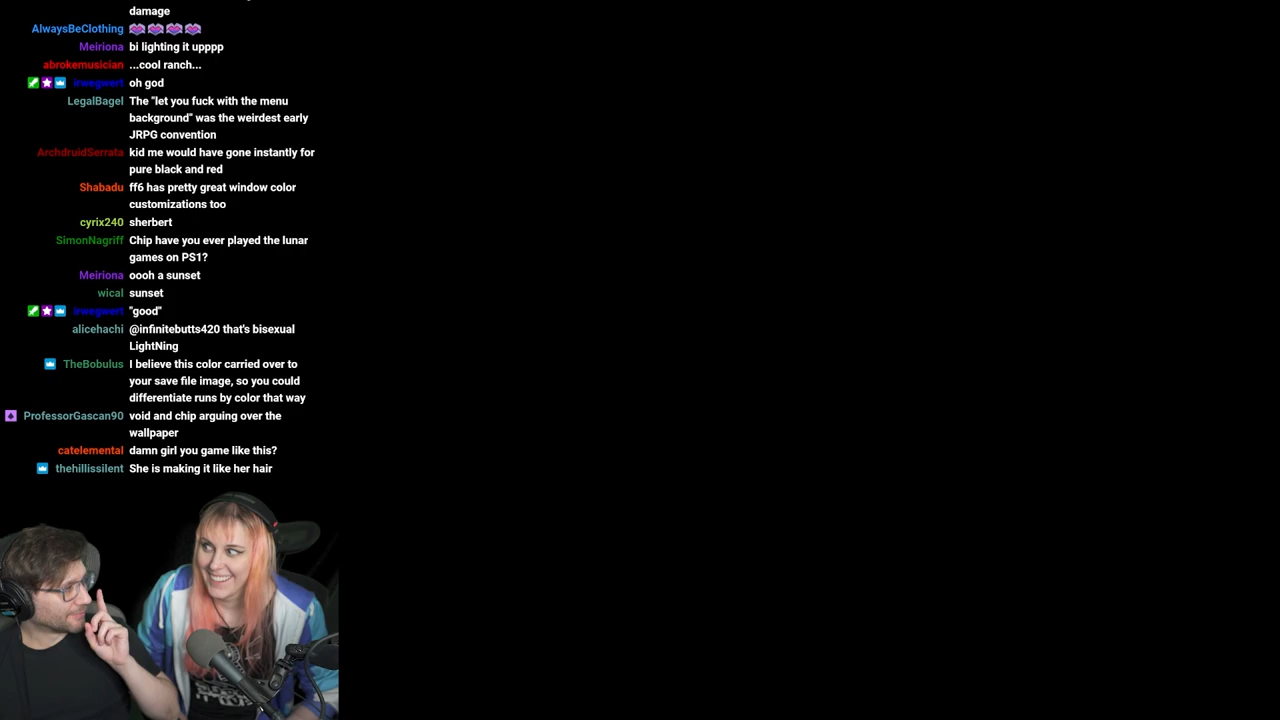 damage
AlwaysBeClothing
Meiriona bi lighting it upppp
abrokemusician ...cool ranch...
irwegwert oh god
LegalBagel The "let you fuck with the menu
background" was the weirdest early
JRPG convention
ArchdruidSerrata kid me would have gone instantly for
pure black and red
Shabadu ff6 has pretty great window color
customizations too
cyrix240 sherbert
SimonNagriff Chip have you ever played the lunar
games on PS1?
Meiriona oooh a sunset
wical sunset
irwegwert "good"
alicehachi @infinitebutts420 that's bisexual
LightNing
TheBobulus I believe this color carried over to
your save file image, so you could
differentiate runs by color that way
ProfessorGascan90 void and chip arguing over the
wallpaper
catelemental damn girl you game like this?
thehillissilent She is making it like her hair